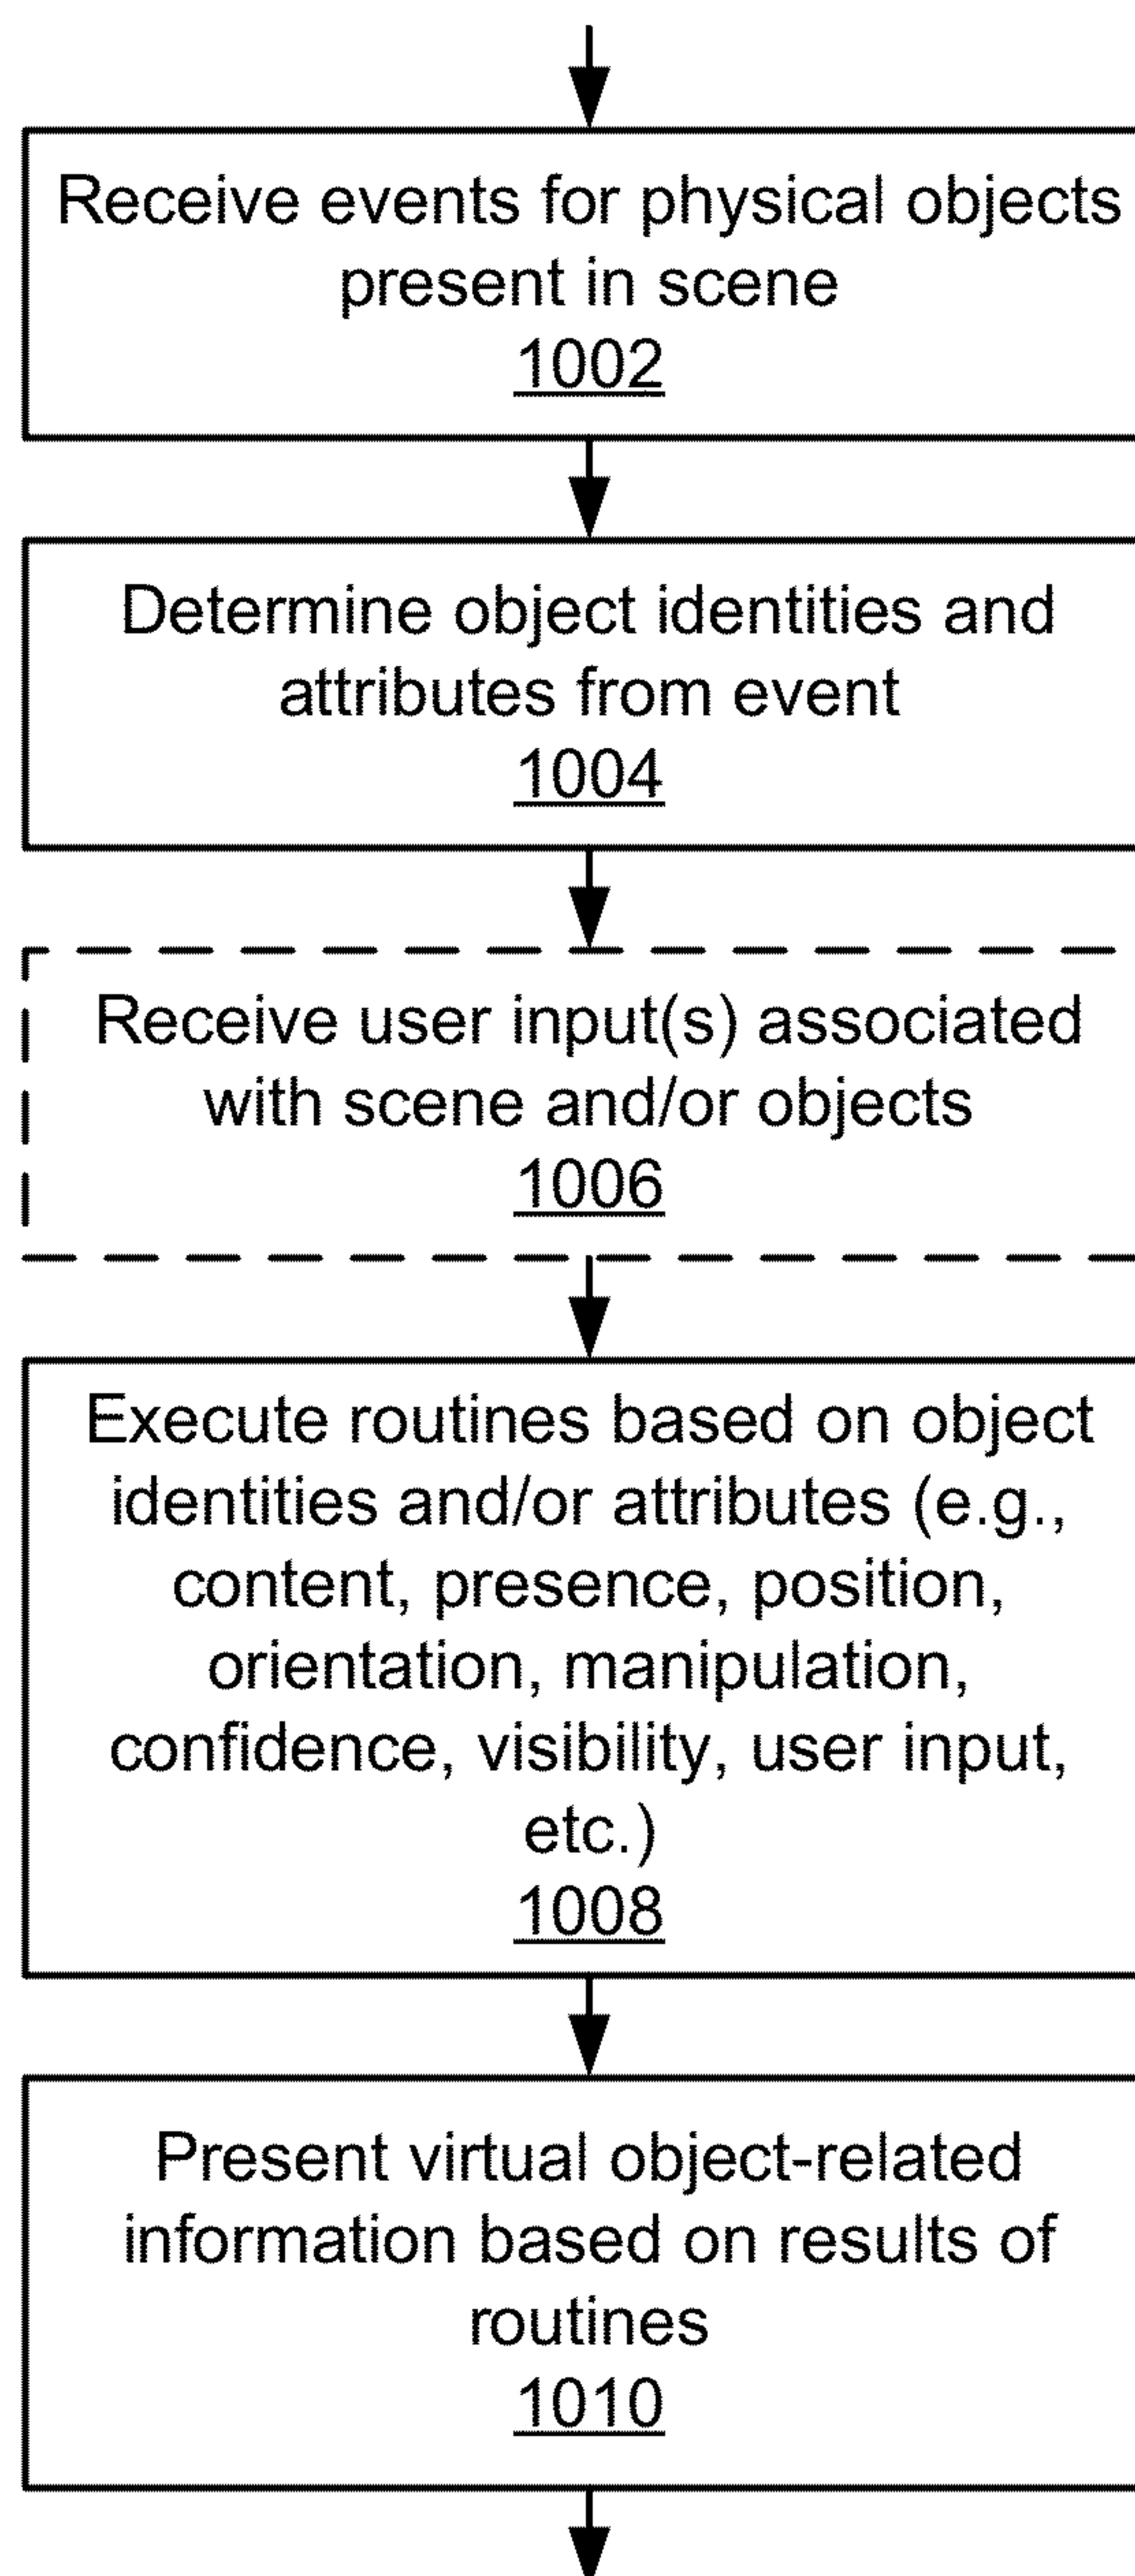 Receive events for physical objects
present in scene
1002
Determine object identities and
attributes from event
1004
Receive user input(s) associated
with scene and/or objects
1006
Execute routines based on object
identities and/or attributes (e.g.,
content, presence, position,
orientation, manipulation,
confidence, visibility, user input,
etc.)
1008
Present virtual object-related
information based on results of
routines
1010